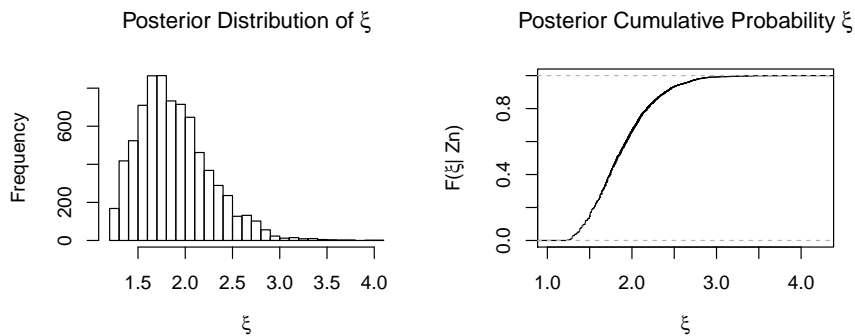 Posterior Distribution of ξ
Frequency
0
200
600
1.5 2.0 2.5 3.0 3.5 4.0
ξ
Posterior Cumulative Probability ξ
F(ξ| Zn)
0.0
0.4
0.8
1.0 2.0 3.0 4.0
ξ